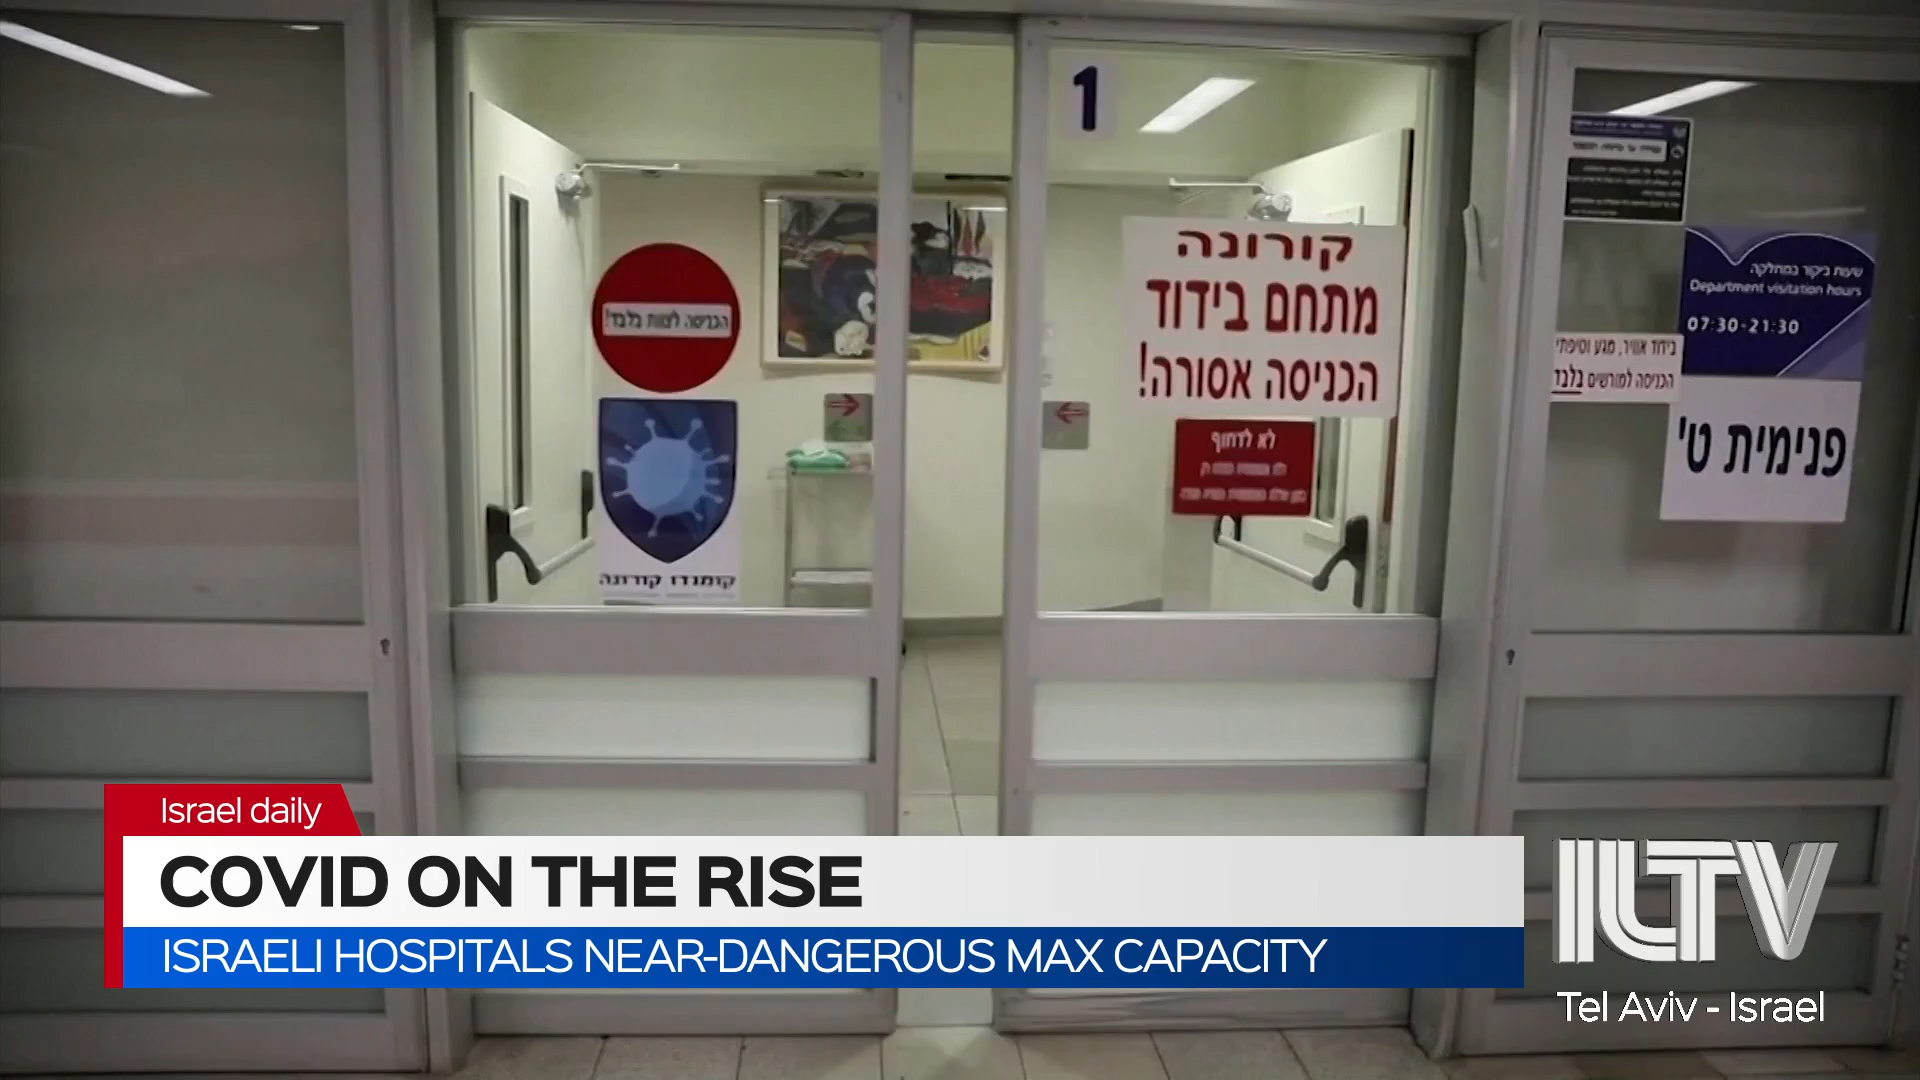 1
קורונה
מתחם בידוד
הכניסה אסורה!
הכניסה לצוות בלבד!
לא לדחוף
קומנדו קורונה
שעות ביקור במחלקה
Department visitation hours
07:30-21:30
בידוד אוויר, מגע וטיפתי
הכניסה למורשים בלבד
פנימית ט'
Israel daily
COVID ON THE RISE
ISRAELI HOSPITALS NEAR-DANGEROUS MAX CAPACITY
ILTV
Tel Aviv - Israel